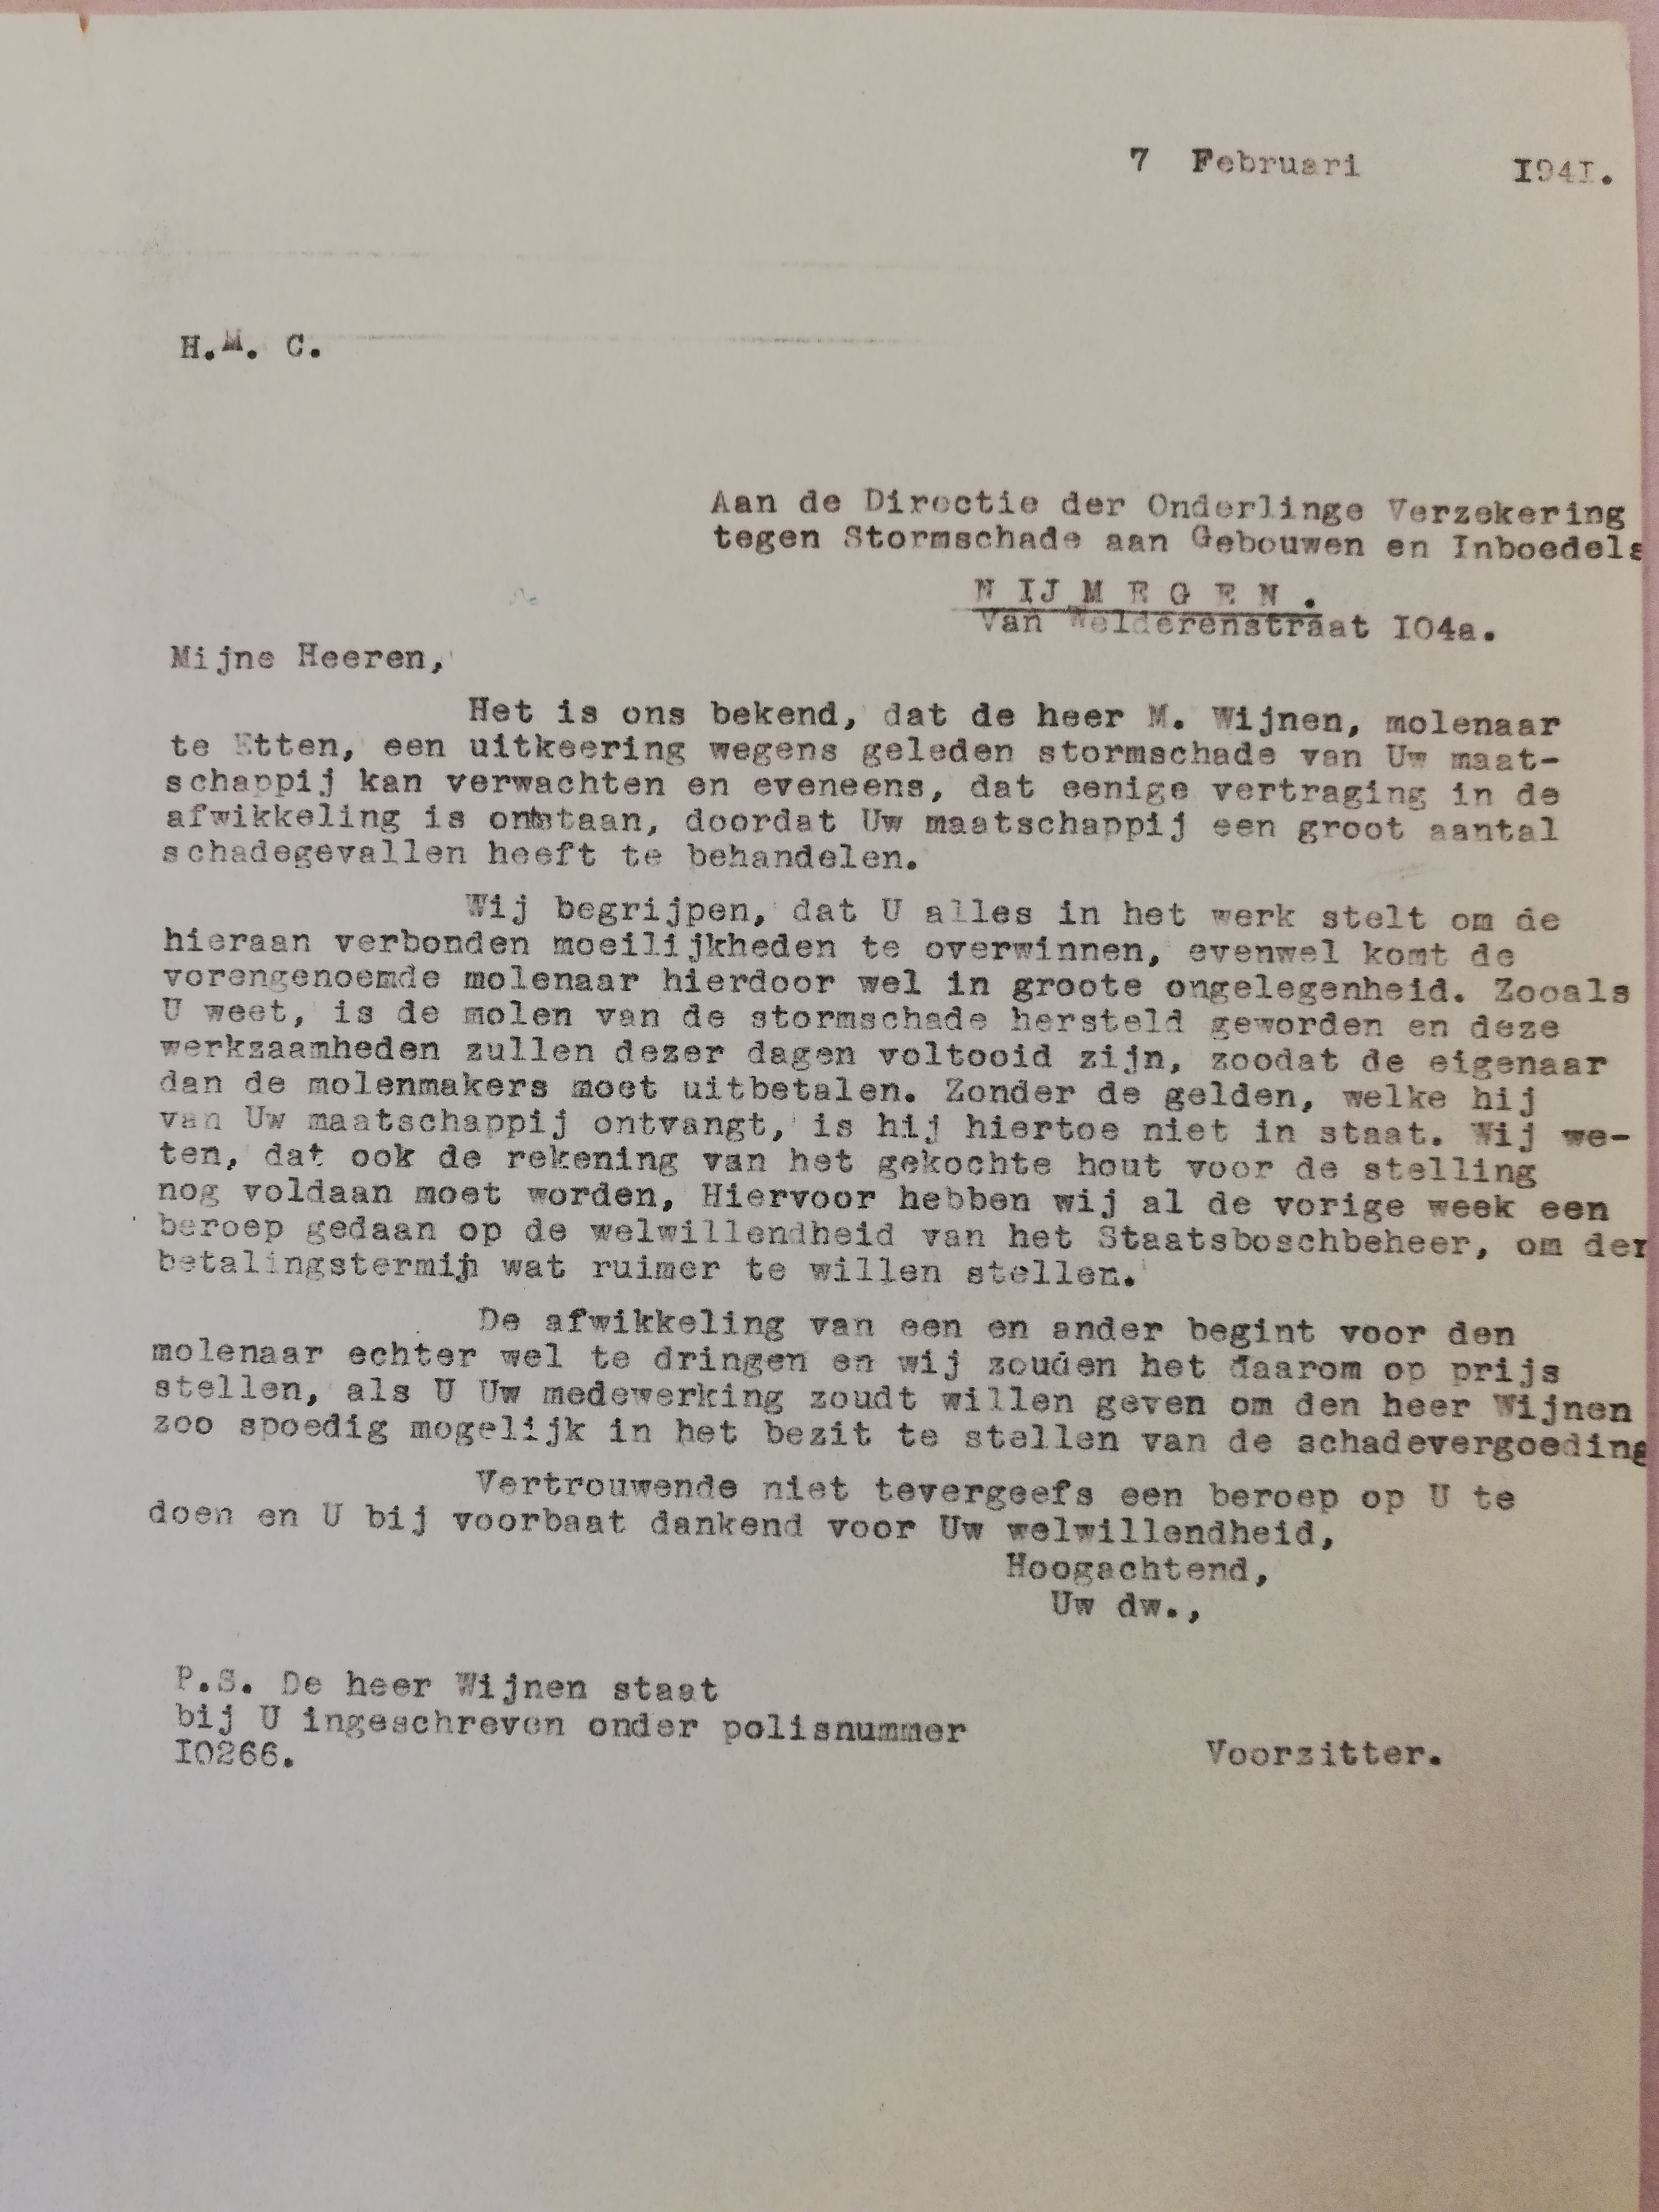 7 Februari I94I.
H.M. C.
Aan de Directie der Onderlinge Verzekering
tegen Stormschade aan Gebouwen en Inboedels
N IJ M E G E N .
Van Welderenstraat I04a.
Mijne Heeren,
Het is ons bekend, dat de heer M. Wijnen, molenaar
te Etten, een uitkeering wegens geleden stormschade van Uw maat-
schappij kan verwachten en eveneens, dat eenige vertraging in de
afwikkeling is ontstaan, doordat Uw maatschappij een groot aantal
schadegevallen heeft te behandelen.
Wij begrijpen, dat U alles in het werk stelt om de
hieraan verbonden moeilijkheden te overwinnen, evenwel komt de
vorengenoemde molenaar hierdoor wel in groote ongelegenheid. Zooals
U weet, is de molen van de stormschade hersteld geworden en deze
werkzaamheden zullen dezer dagen voltooid zijn, zoodat de eigenaar
dan de molenmakers moet uitbetalen. Zonder de gelden, welke hij
van Uw maatschappij ontvangt, is hij hiertoe niet in staat. Wij we-
ten, dat ook de rekening van het gekochte hout voor de stelling
nog voldaan moet worden, Hiervoor hebben wij al de vorige week een
beroep gedaan op de welwillendheid van het Staatsboschbeheer, om den
betalingstermijn wat ruimer te willen stellen.
De afwikkeling van een en ander begint voor den
molenaar echter wel te dringen en wij zouden het daarom op prijs
stellen, als U Uw medewerking zoudt willen geven om den heer Wijnen
zoo spoedig mogelijk in het bezit te stellen van de schadevergoeding
Vertrouwende niet tevergeefs een beroep op U te
doen en U bij voorbaat dankend voor Uw welwillendheid,
Hoogachtend,
Uw dw.,
P.S. De heer Wijnen staat
bij U ingeschreven onder polisnummer
I0266.
Voorzitter.